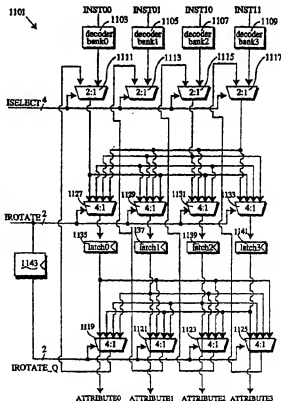 1101
INST00 INST01 INST10 INST11
1103 1105 1107 1109
decoder bank0 decoder bank1 decoder bank2 decoder bank3
1111 1113 1115 1117
2:1 2:1 2:1 2:1
ISELECT 4
1127 1129 1131 1133
4:1 4:1 4:1 4:1
IROTATE 2
1135 137 1139 1141
latch0 latch1 latch2 latch3
1143
1119 1121 1123 1125
4:1 4:1 4:1 4:1
2
IROTATE_Q
ATTRIBUTE0 ATTRIBUTE1 ATTRIBUTE2 ATTRIBUTE3